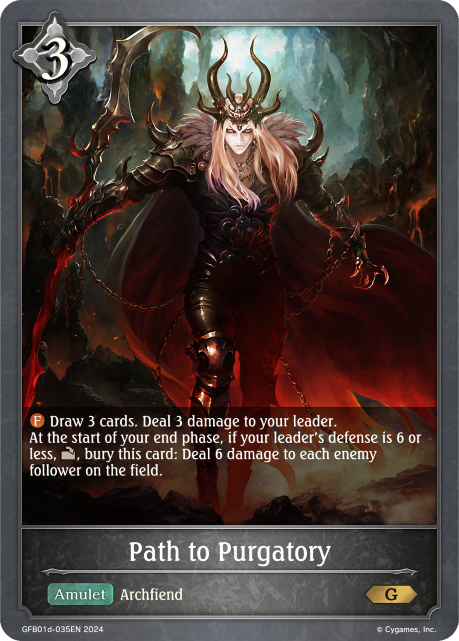 3
F Draw 3 cards. Deal 3 damage to your leader.
At the start of your end phase, if your leader's defense is 6 or
less, , bury this card: Deal 6 damage to each enemy
follower on the field.
Path to Purgatory
Amulet Archfiend
G
GFB01d-035EN 2024
© Cygames, Inc.